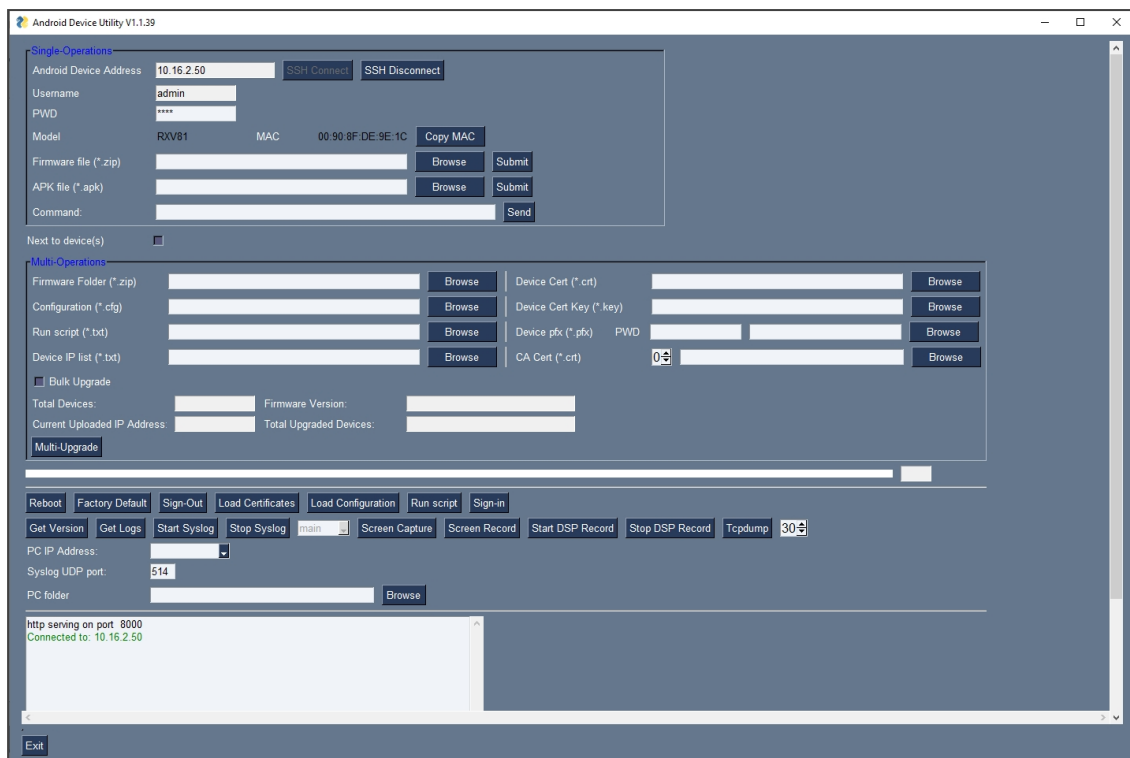 Android Device Utility V1.1.39
Single-Operations
Android Device Address 10.16.2.50 SSH Connect SSH Disconnect
Username admin
PWD ****
Model RXV81 MAC 00:90:8F:DE:9E:1C Copy MAC
Firmware file (*.zip) Browse Submit
APK file (*.apk) Browse Submit
Command: Send
Next to device(s)
Multi-Operations
Firmware Folder (*.zip) Browse Device Cert (*.crt) Browse
Configuration (*.cfg) Browse Device Cert Key (*.key) Browse
Run script (*.txt) Browse Device pfx (*.pfx) PWD Browse
Device IP list (*.txt) Browse CA Cert (*.crt) 0 Browse
Bulk Upgrade
Total Devices: Firmware Version:
Current Uploaded IP Address: Total Upgraded Devices:
Multi-Upgrade
Reboot Factory Default Sign-Out Load Certificates Load Configuration Run script Sign-in
Get Version Get Logs Start Syslog Stop Syslog main Screen Capture Screen Record Start DSP Record Stop DSP Record Tcpdump 30
PC IP Address:
Syslog UDP port: 514
PC folder Browse
http serving on port 8000
Connected to: 10.16.2.50
Exit